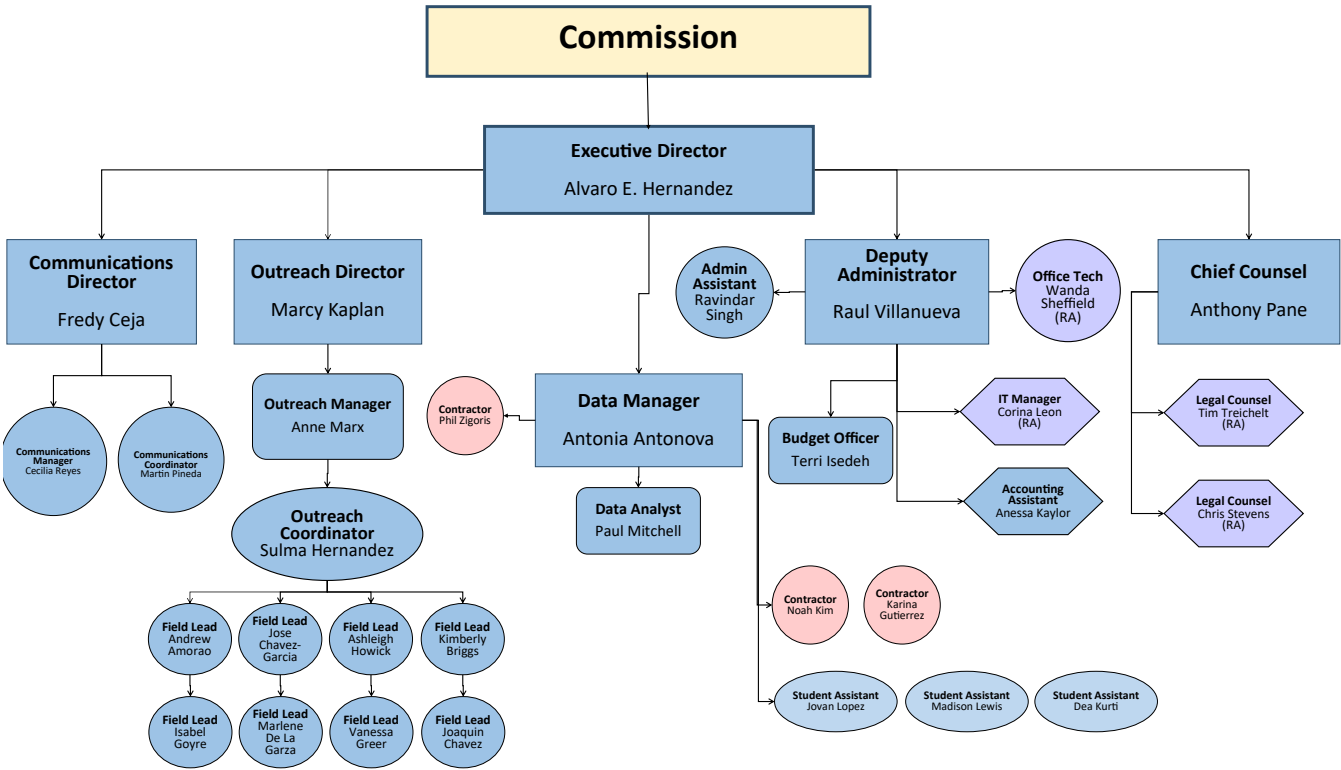 Commission
Executive Director
Alvaro E. Hernandez
Communications
Director
Fredy Ceja
Outreach Director
Marcy Kaplan
Admin
Assistant
Ravindar
Singh
Deputy
Administrator
Raul Villanueva
Office Tech
Wanda
Sheffield
(RA)
Chief Counsel
Anthony Pane
Communications
Manager
Cecilia Reyes
Communications
Coordinator
Martin Pineda
Outreach Manager
Anne Marx
Contractor
Phil Zigoris
Data Manager
Antonia Antonova
Budget Officer
Terri Isedeh
IT Manager
Corina Leon
(RA)
Legal Counsel
Tim Treichelt
(RA)
Outreach
Coordinator
Sulma Hernandez
Data Analyst
Paul Mitchell
Accounting
Assistant
Anessa Kaylor
Legal Counsel
Chris Stevens
(RA)
Contractor
Noah Kim
Contractor
Karina
Gutierrez
Field Lead
Andrew
Amorao
Field Lead
Jose
Chavez-
Garcia
Field Lead
Ashleigh
Howick
Field Lead
Kimberly
Briggs
Field Lead
Isabel
Goyre
Field Lead
Marlene
De La
Garza
Field Lead
Vanessa
Greer
Field Lead
Joaquin
Chavez
Student Assistant
Jovan Lopez
Student Assistant
Madison Lewis
Student Assistant
Dea Kurti